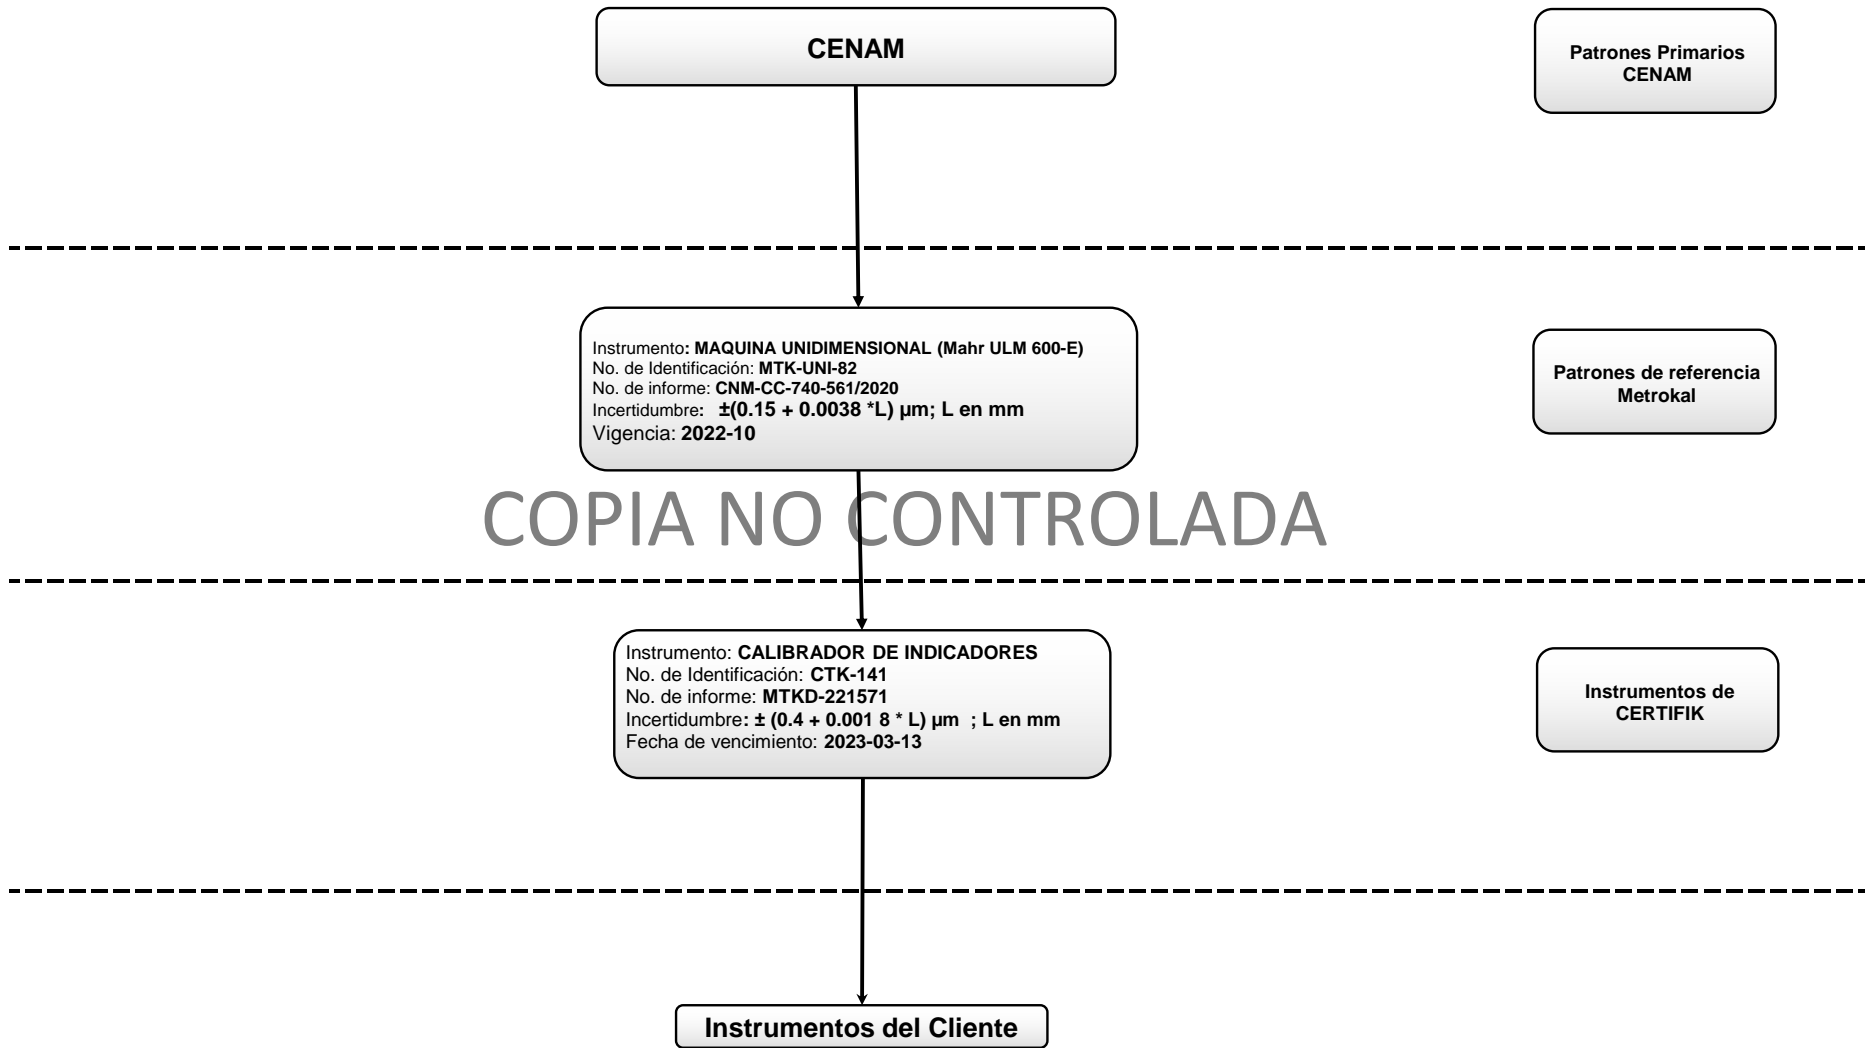 CENAM
Patrones Primarios
CENAM
Instrumento: MAQUINA UNIDIMENSIONAL (Mahr ULM 600-E)
No. de Identificación: MTK-UNI-82
No. de informe: CNM-CC-740-561/2020
Incertidumbre: ±(0.15 + 0.0038 *L) µm; L en mm
Vigencia: 2022-10
Patrones de referencia
Metrokal
COPIA NO CONTROLADA
Instrumento: CALIBRADOR DE INDICADORES
No. de Identificación: CTK-141
No. de informe: MTKD-221571
Incertidumbre: ± (0.4 + 0.001 8 * L) µm ; L en mm
Fecha de vencimiento: 2023-03-13
Instrumentos de
CERTIFIK
Instrumentos del Cliente